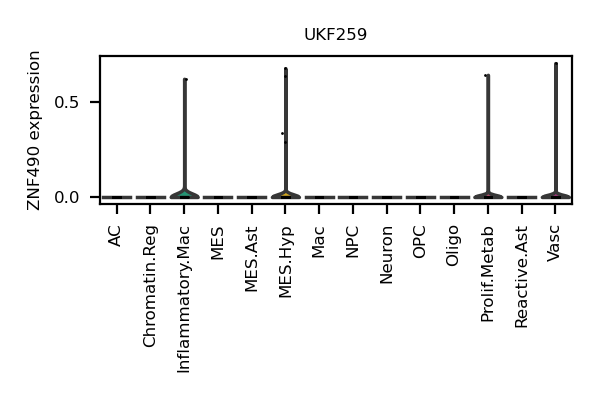 UKF259
ZNF490 expression
0.5
0.0
AC
Chromatin.Reg
Inflammatory.Mac
MES
MES.Ast
MES.Hyp
Mac
NPC
Neuron
OPC
Oligo
Prolif.Metab
Reactive.Ast
Vasc